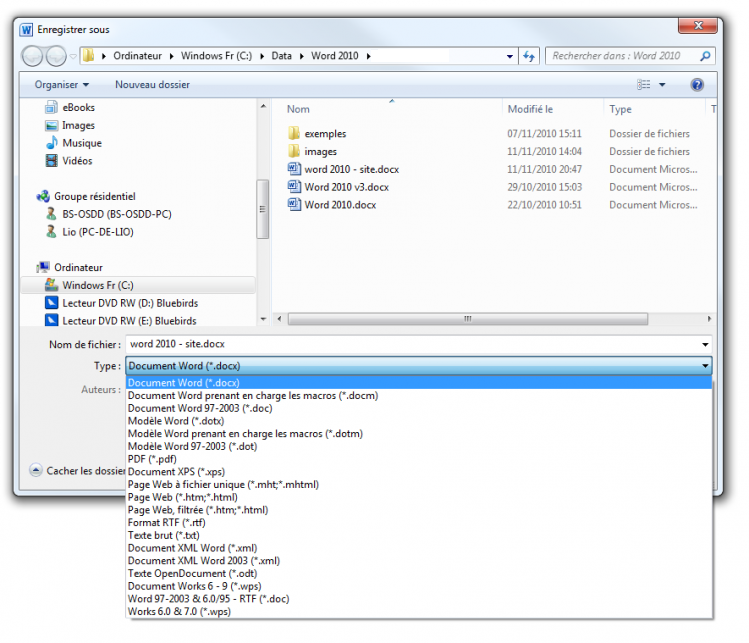 Enregistrer sous
Ordinateur Windows Fr (C:) Data Word 2010
Rechercher dans : Word 2010
Organiser Nouveau dossier
eBooks
Images
Musique
Vidéos
Groupe résidentiel
BS-OSDD (BS-OSDD-PC)
Lio (PC-DE-LIO)
Ordinateur
Windows Fr (C:)
Lecteur DVD RW (D:) Bluebirds
Lecteur DVD RW (E:) Bluebirds
Nom Modifié le Type T
exemples 07/11/2010 15:11 Dossier de fichiers
images 11/11/2010 14:04 Dossier de fichiers
word 2010 - site.docx 11/11/2010 20:47 Document Micros...
Word 2010 v3.docx 29/10/2010 15:03 Document Micros...
Word 2010.docx 22/10/2010 10:51 Document Micros...
Nom de fichier : word 2010 - site.docx
Type : Document Word (*.docx)
Auteurs :
Cacher les dossier
Document Word (*.docx)
Document Word prenant en charge les macros (*.docm)
Document Word 97-2003 (*.doc)
Modèle Word (*.dotx)
Modèle Word prenant en charge les macros (*.dotm)
Modèle Word 97-2003 (*.dot)
PDF (*.pdf)
Document XPS (*.xps)
Page Web à fichier unique (*.mht;*.mhtml)
Page Web (*.htm;*.html)
Page Web, filtrée (*.htm;*.html)
Format RTF (*.rtf)
Texte brut (*.txt)
Document XML Word (*.xml)
Document XML Word 2003 (*.xml)
Texte OpenDocument (*.odt)
Document Works 6 - 9 (*.wps)
Word 97-2003 & 6.0/95 - RTF (*.doc)
Works 6.0 & 7.0 (*.wps)